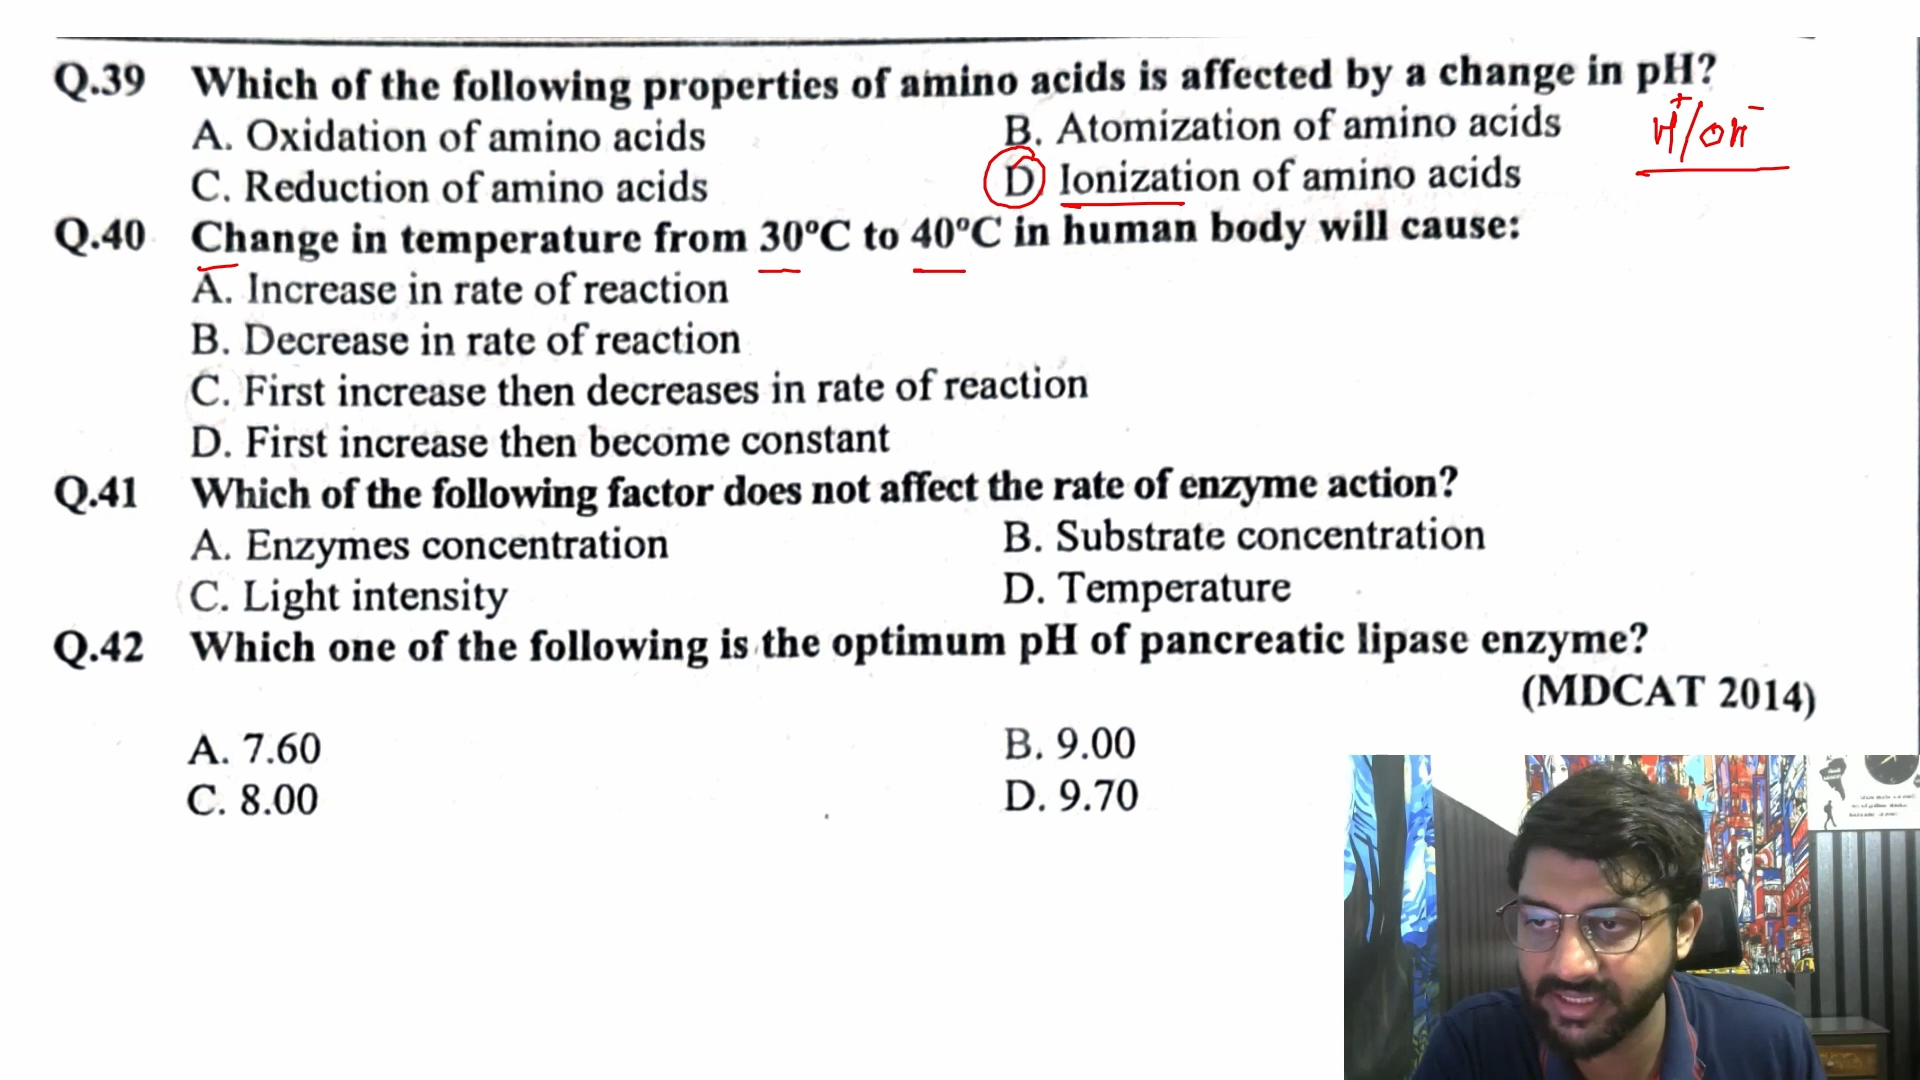 Q.39 Which of the following properties of amino acids is affected by a change in pH?
A. Oxidation of amino acids B. Atomization of amino acids
H⁺/OH⁻
C. Reduction of amino acids D. Ionization of amino acids
Q.40 Change in temperature from 30ºC to 40ºC in human body will cause:
A. Increase in rate of reaction
B. Decrease in rate of reaction
C. First increase then decreases in rate of reaction
D. First increase then become constant
Q.41 Which of the following factor does not affect the rate of enzyme action?
A. Enzymes concentration B. Substrate concentration
C. Light intensity D. Temperature
Q.42 Which one of the following is the optimum pH of pancreatic lipase enzyme?
(MDCAT 2014)
A. 7.60 B. 9.00
C. 8.00 D. 9.70